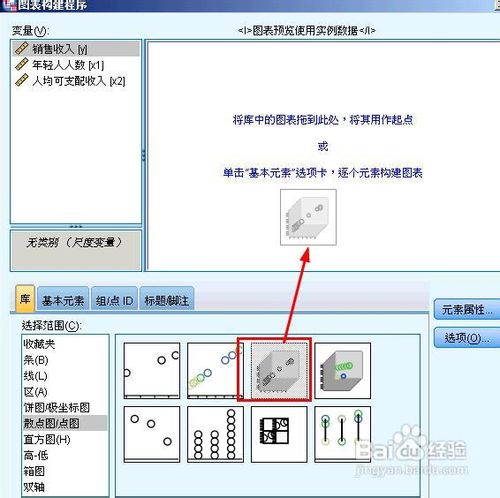 图表构建程序
变量(V):
<I>图表预览使用实例数据</I>
销售收入 [y]
年轻人人数 [x1]
人均可支配收入 [x2]
将库中的图表拖到此处，将其用作起点
或
单击"基本元素"选项卡，逐个元素构建图表
无类别（尺度变量）
库
基本元素
组/点 ID
标题/脚注
选择范围(C):
收藏夹
条(B)
线(L)
区(A)
饼图/极坐标图
散点图/点图
直方图(H)
高-低
箱图
双轴
元素属性...
选项(O)...
Baidu 经验
jingyan.baidu.com